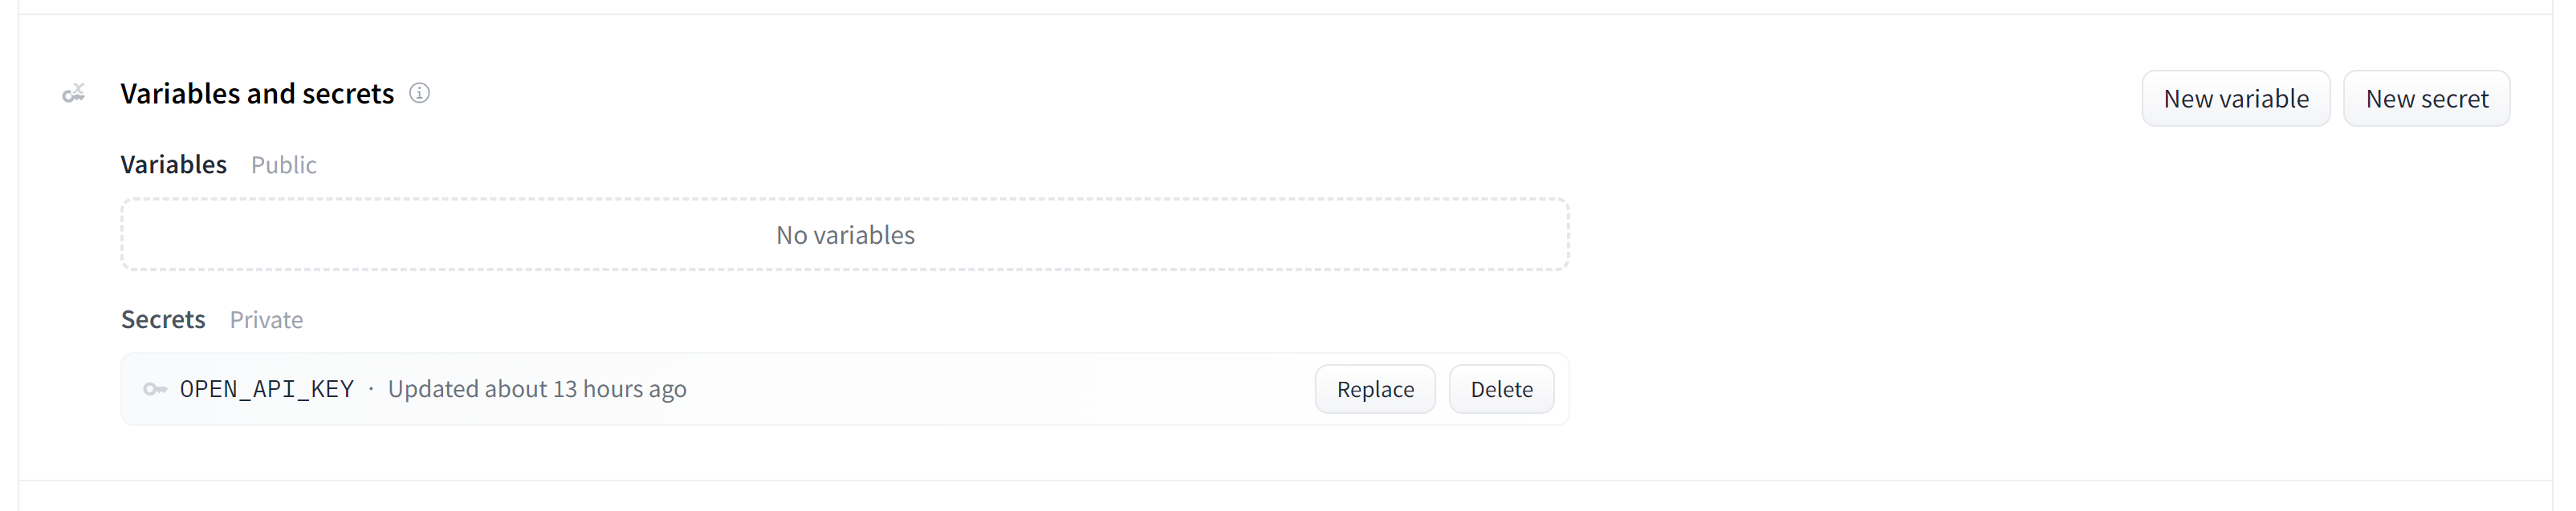 Variables and secrets
New variable
New secret
Variables Public
No variables
Secrets Private
OPEN_API_KEY · Updated about 13 hours ago
Replace
Delete